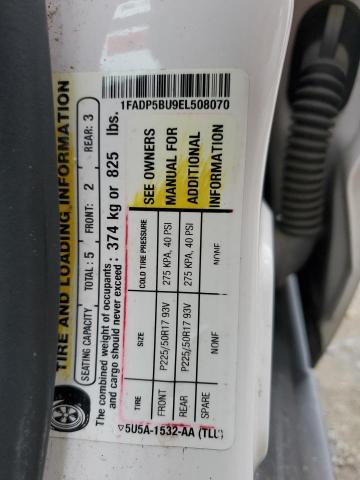 1FADP5BU9EL508070
TIRE AND LOADING INFORMATION
SEATING CAPACITY TOTAL: 5 FRONT: 2 REAR: 3
The combined weight of occupants
and cargo should never exceed : 374 kg or 825 lbs.
TIRE SIZE COLD TIRE PRESSURE
FRONT P225/50R17 93V 275 KPA, 40 PSI
REAR P225/50R17 93V 275 KPA, 40 PSI
SPARE NONE NONE
SEE OWNERS
MANUAL FOR
ADDITIONAL
INFORMATION
▽5U5A-1532-AA (TLU)